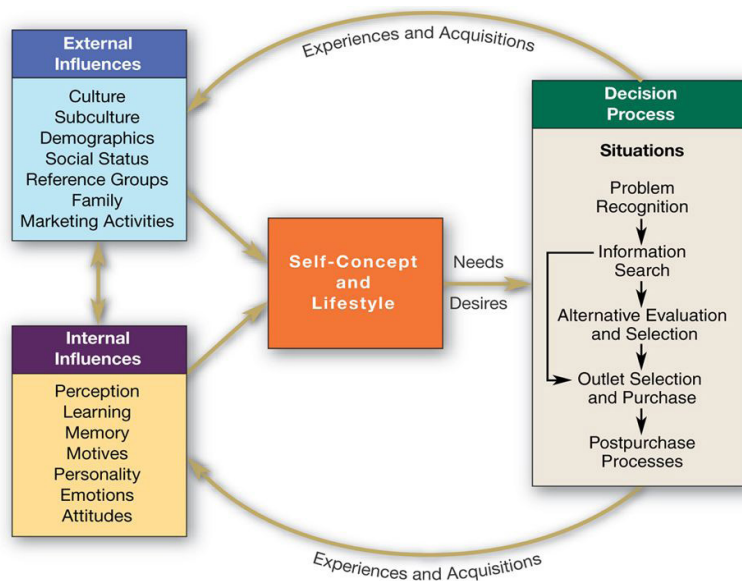 External
Influences
Culture
Subculture
Demographics
Social Status
Reference Groups
Family
Marketing Activities
Internal
Influences
Perception
Learning
Memory
Motives
Personality
Emotions
Attitudes
Experiences and Acquisitions
Self-Concept
and
Lifestyle
Needs
Desires
Experiences and Acquisitions
Decision
Process
Situations
Problem
Recognition
Information
Search
Alternative Evaluation
and Selection
Outlet Selection
and Purchase
Postpurchase
Processes